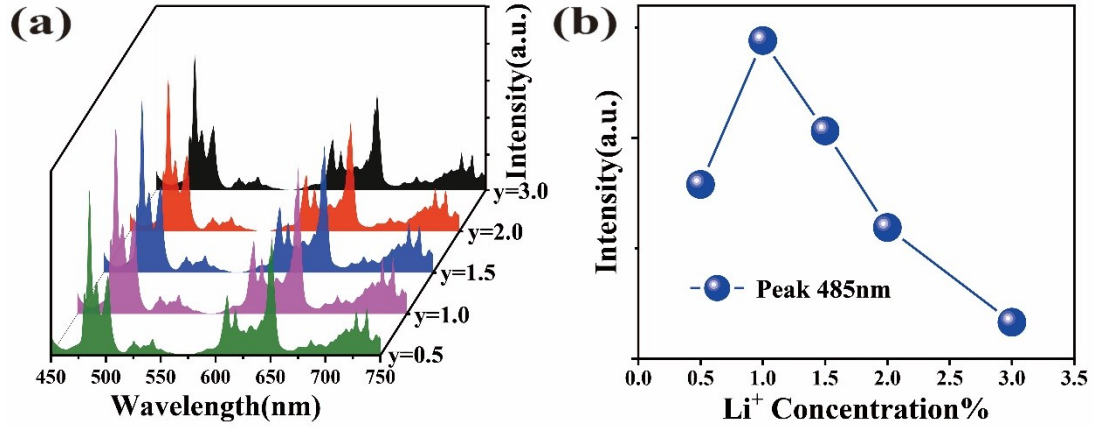 (a)
Intensity(a.u.)
y=3.0
y=2.0
y=1.5
y=1.0
y=0.5
450 500 550 600 650 700 750
Wavelength(nm)
(b)
Intensity(a.u.)
Peak 485nm
0.0 0.5 1.0 1.5 2.0 2.5 3.0 3.5
Li⁺ Concentration%